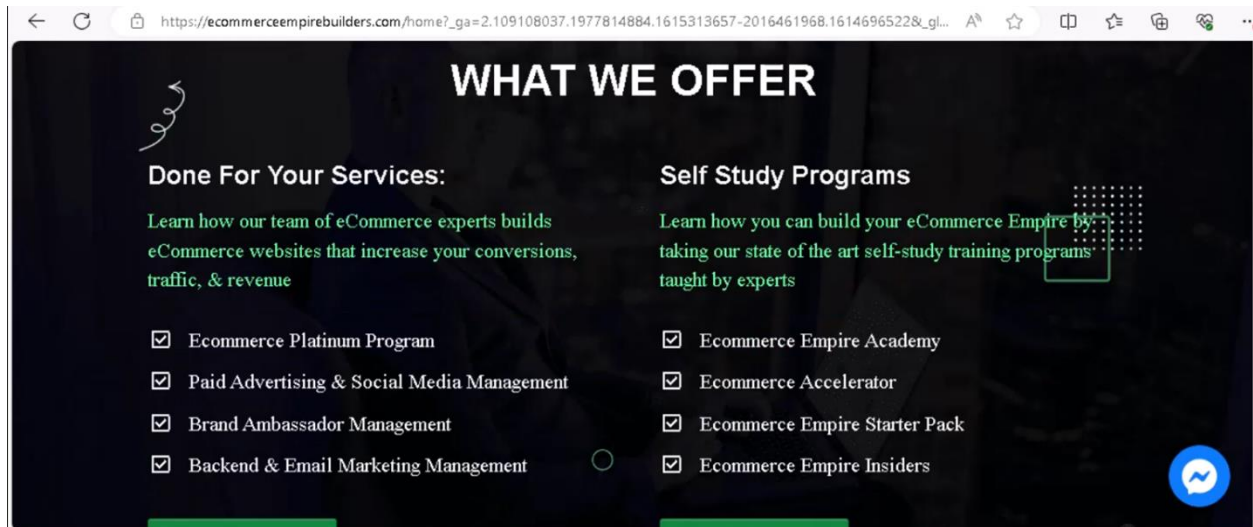 https://ecommerceempirebuilders.com/home?_ga=2.109108037.1977814884.1615313657-2016461968.1614696522&_gl...
WHAT WE OFFER
Done For Your Services:
Learn how our team of eCommerce experts builds
eCommerce websites that increase your conversions,
traffic, & revenue
Ecommerce Platinum Program
Paid Advertising & Social Media Management
Brand Ambassador Management
Backend & Email Marketing Management
Self Study Programs
Learn how you can build your eCommerce Empire by
taking our state of the art self-study training programs
taught by experts
Ecommerce Empire Academy
Ecommerce Accelerator
Ecommerce Empire Starter Pack
Ecommerce Empire Insiders